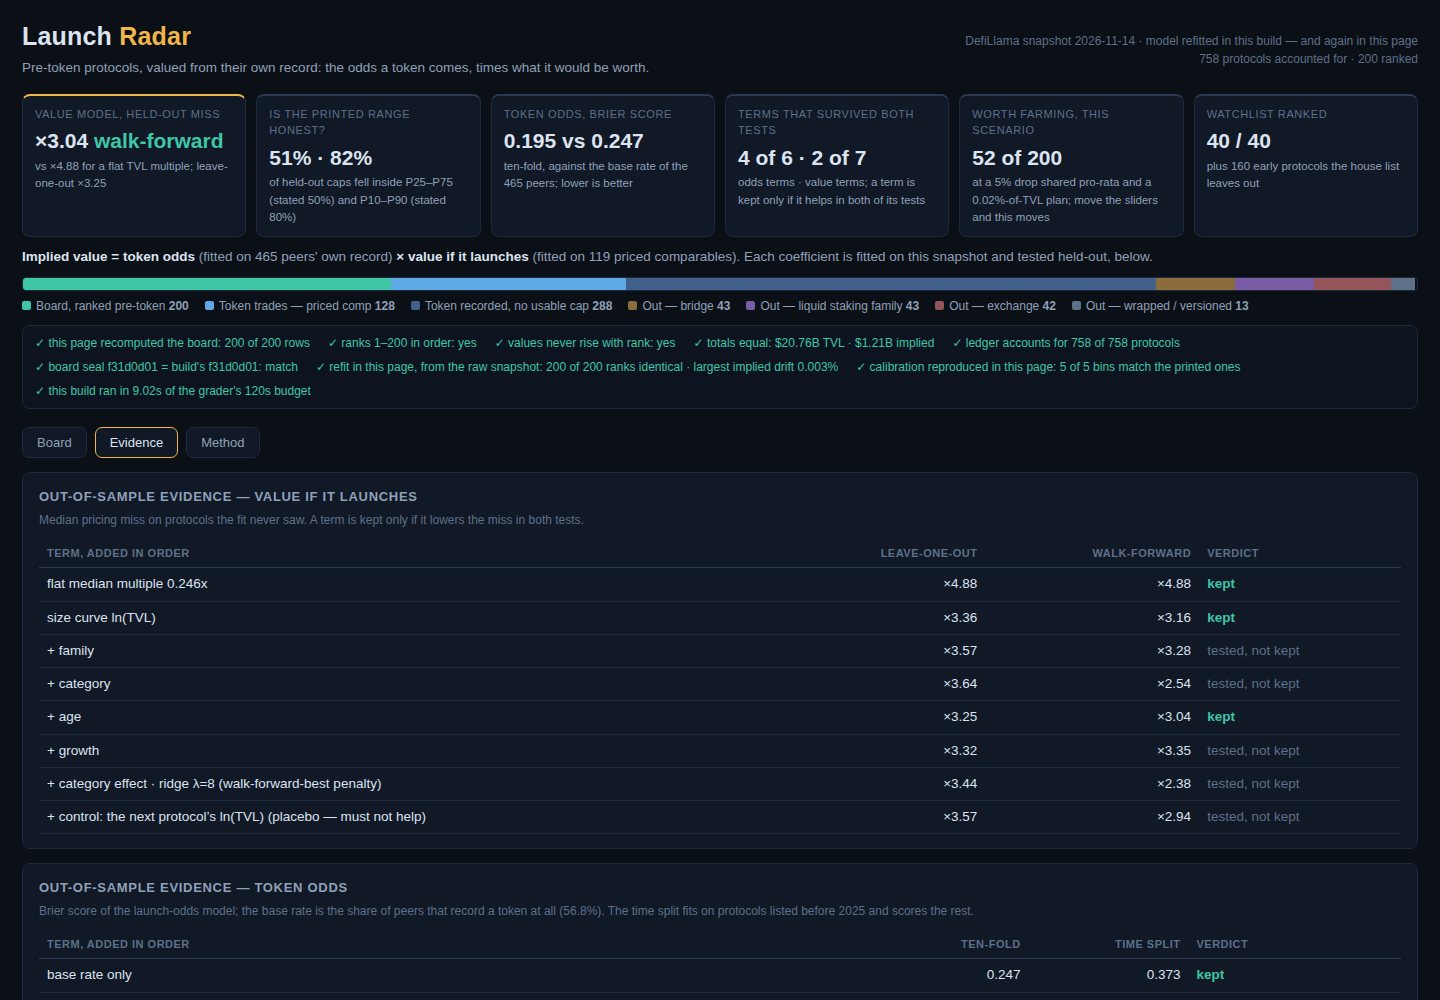 Launch Radar
DefiLlama snapshot 2026-11-14 · model refitted in this build — and again in this page
Pre-token protocols, valued from their own record: the odds a token comes, times what it would be worth.
758 protocols accounted for · 200 ranked
VALUE MODEL, HELD-OUT MISS
×3.04 walk-forward
vs ×4.88 for a flat TVL multiple; leave-
one-out ×3.25
IS THE PRINTED RANGE
HONEST?
51% · 82%
of held-out caps fell inside P25–P75
(stated 50%) and P10–P90 (stated
80%)
TOKEN ODDS, BRIER SCORE
0.195 vs 0.247
ten-fold, against the base rate of the
465 peers; lower is better
TERMS THAT SURVIVED BOTH
TESTS
4 of 6 · 2 of 7
odds terms · value terms; a term is
kept only if it helps in both of its tests
WORTH FARMING, THIS
SCENARIO
52 of 200
at a 5% drop shared pro-rata and a
0.02%-of-TVL plan; move the sliders
and this moves
WATCHLIST RANKED
40 / 40
plus 160 early protocols the house list
leaves out
Implied value = token odds (fitted on 465 peers' own record) × value if it launches (fitted on 119 priced comparables). Each coefficient is fitted on this snapshot and tested held-out, below.
Board, ranked pre-token 200 Token trades — priced comp 128 Token recorded, no usable cap 288 Out — bridge 43 Out — liquid staking family 43 Out — exchange 42 Out — wrapped / versioned 13
✓ this page recomputed the board: 200 of 200 rows ✓ ranks 1–200 in order: yes ✓ values never rise with rank: yes ✓ totals equal: $20.76B TVL · $1.21B implied ✓ ledger accounts for 758 of 758 protocols
✓ board seal f31d0d01 = build's f31d0d01: match ✓ refit in this page, from the raw snapshot: 200 of 200 ranks identical · largest implied drift 0.003% ✓ calibration reproduced in this page: 5 of 5 bins match the printed ones
✓ this build ran in 9.02s of the grader's 120s budget
Board Evidence Method
OUT-OF-SAMPLE EVIDENCE — VALUE IF IT LAUNCHES
Median pricing miss on protocols the fit never saw. A term is kept only if it lowers the miss in both tests.
TERM, ADDED IN ORDER LEAVE-ONE-OUT WALK-FORWARD VERDICT
flat median multiple 0.246x ×4.88 ×4.88 kept
size curve ln(TVL) ×3.36 ×3.16 kept
+ family ×3.57 ×3.28 tested, not kept
+ category ×3.64 ×2.54 tested, not kept
+ age ×3.25 ×3.04 kept
+ growth ×3.32 ×3.35 tested, not kept
+ category effect · ridge λ=8 (walk-forward-best penalty) ×3.44 ×2.38 tested, not kept
+ control: the next protocol's ln(TVL) (placebo — must not help) ×3.57 ×2.94 tested, not kept
OUT-OF-SAMPLE EVIDENCE — TOKEN ODDS
Brier score of the launch-odds model; the base rate is the share of peers that record a token at all (56.8%). The time split fits on protocols listed before 2025 and scores the rest.
TERM, ADDED IN ORDER TEN-FOLD TIME SPLIT VERDICT
base rate only 0.247 0.373 kept